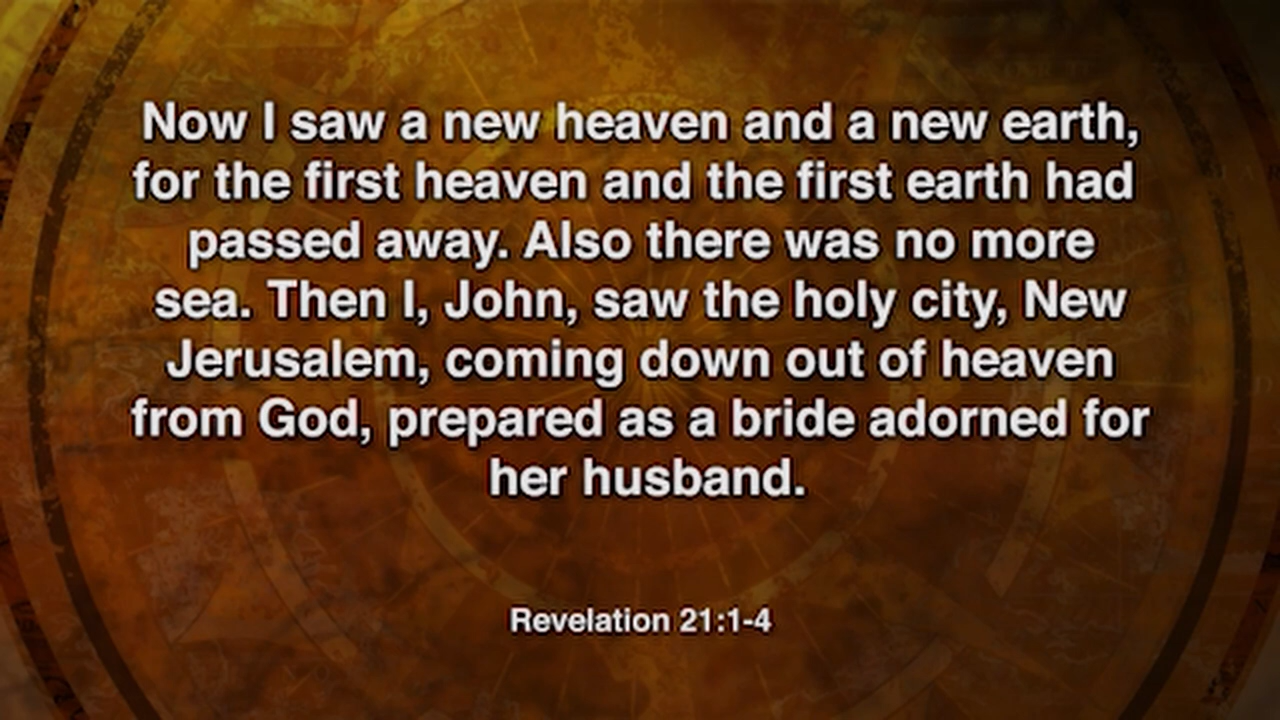 Now I saw a new heaven and a new earth,
for the first heaven and the first earth had
passed away. Also there was no more
sea. Then I, John, saw the holy city, New
Jerusalem, coming down out of heaven
from God, prepared as a bride adorned for
her husband.
Revelation 21:1-4